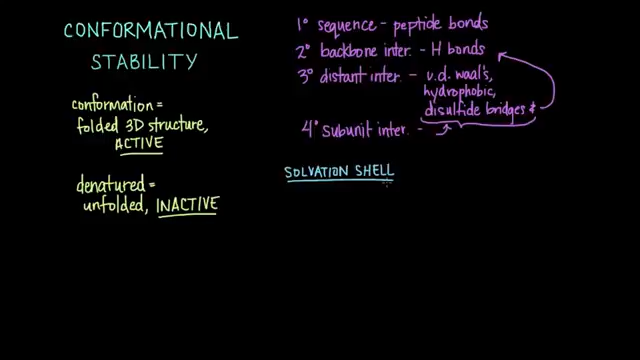 CONFORMATIONAL
STABILITY
conformation =
folded 3D structure,
ACTIVE
denatured =
unfolded, INACTIVE
1° sequence - peptide bonds
2° backbone inter. - H bonds
3° distant inter. - v.d. waal's,
hydrophobic,
disulfide bridges &
4° subunit inter. -
SOLVATION SHELL